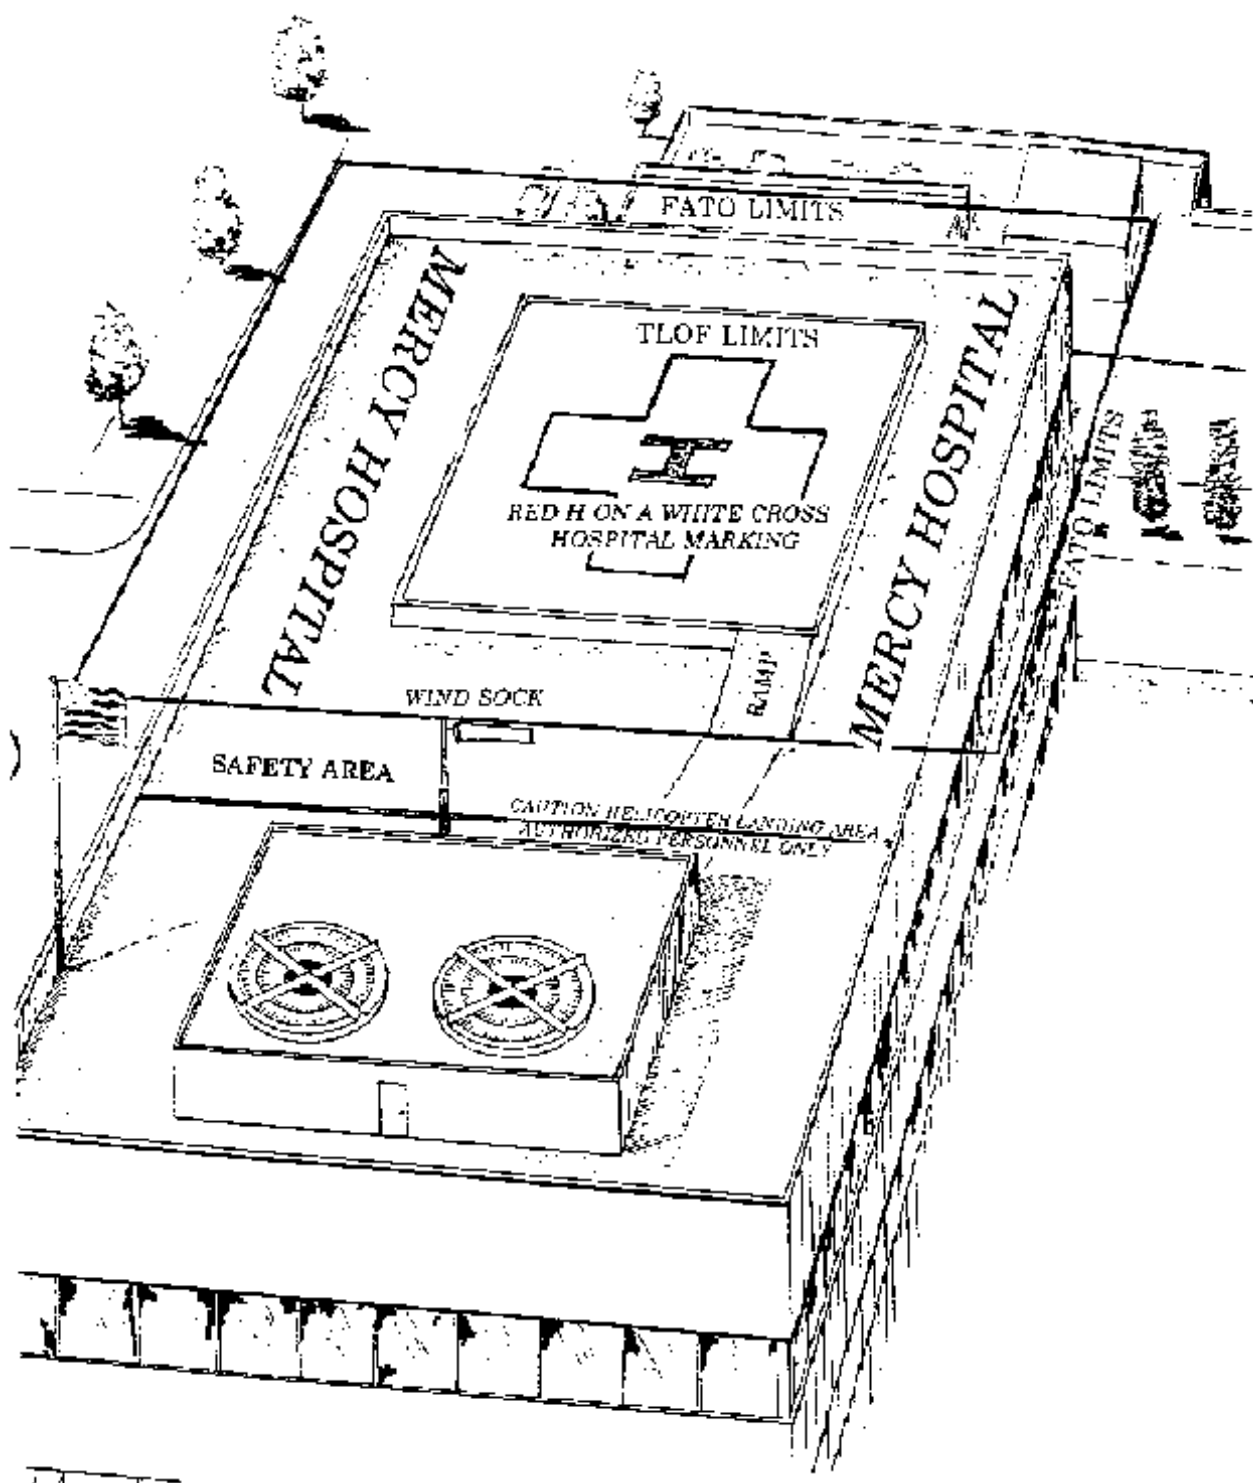 FATO LIMITS
MERCY HOSPITAL
TLOF LIMITS
MERCY HOSPITAL
H
RED H ON A WHITE CROSS
HOSPITAL MARKING
FATO LIMITS
RAMP
WIND SOCK
SAFETY AREA
CAUTION HELICOPTER LANDING AREA
AUTHORIZED PERSONNEL ONLY